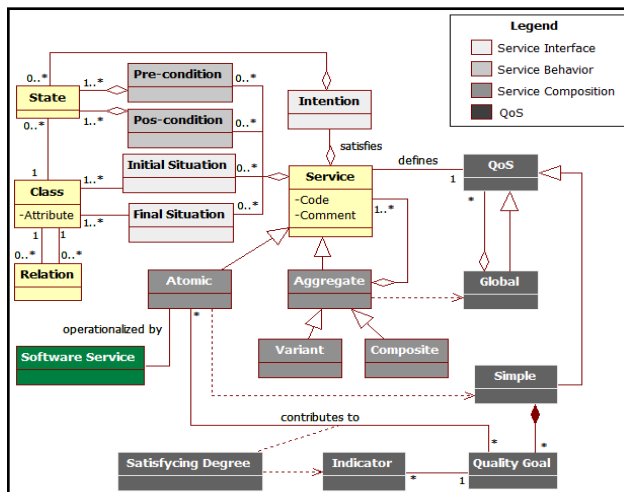 Legend
Service Interface
Service Behavior
Service Composition
QoS
0..*
1..*
Pre-condition
0..*
State
Intention
1..*
Pos-condition
0..*
0..*
satisfies
defines
Initial Situation
Service
QoS
1
1..*
0..*
1
Class
-Code
1..*
*
-Attribute
-Comment
Final Situation
1..*
0..*
1
1
0..*
0..*
Relation
Atomic
Aggregate
Global
*
operationalized by
Software Service
Variant
Composite
Simple
contributes to
*
*
Satisfycing Degree
Indicator
Quality Goal
*
1